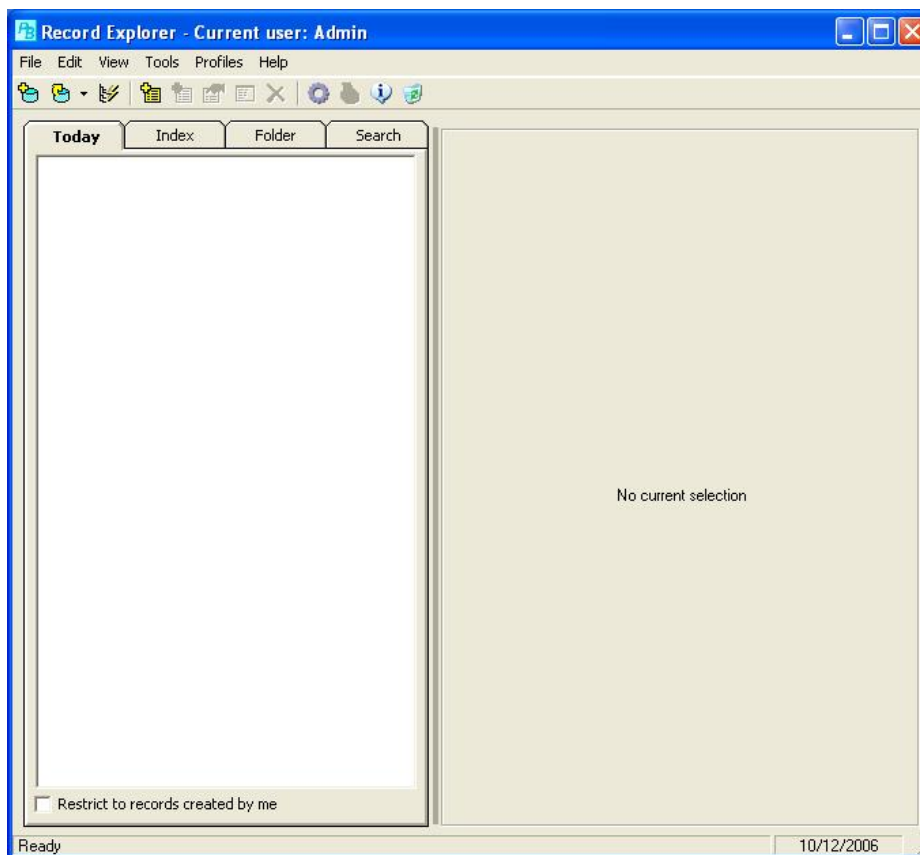 PB Record Explorer - Current user: Admin
File Edit View Tools Profiles Help
Today Index Folder Search
No current selection
Restrict to records created by me
Ready 10/12/2006